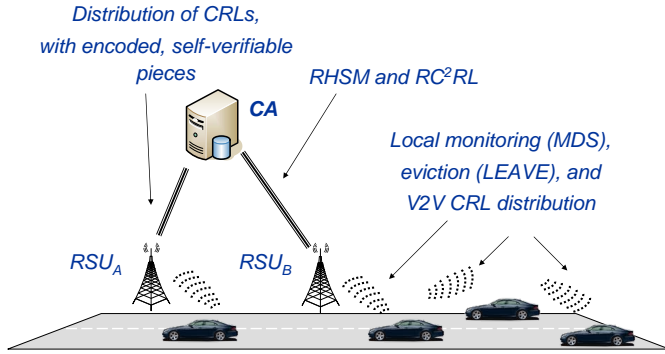 Distribution of CRLs,
with encoded, self-verifiable
pieces
RHSM and RC²RL
CA
Local monitoring (MDS),
eviction (LEAVE), and
V2V CRL distribution
RSU_A
RSU_B